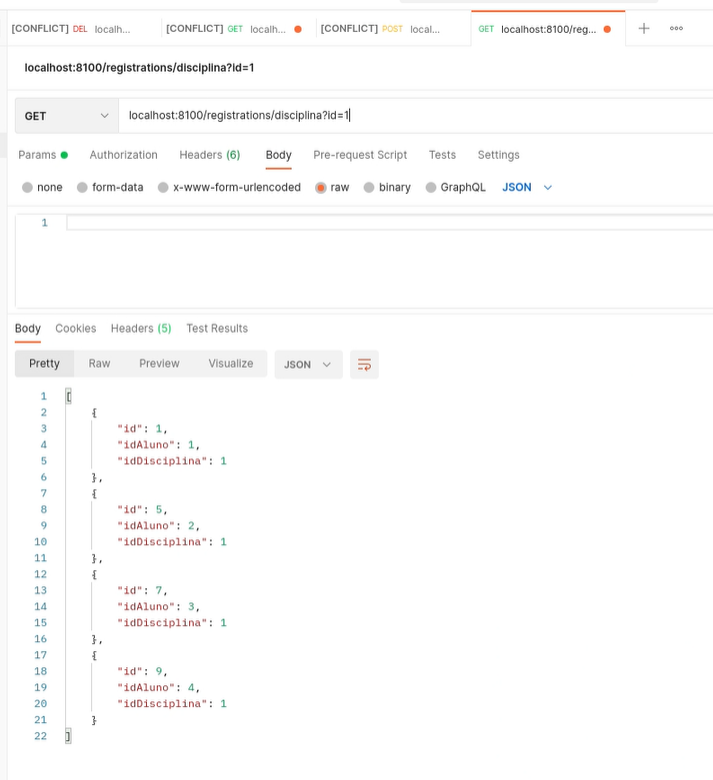 [CONFLICT] DEL localh... [CONFLICT] GET localh... [CONFLICT] POST local... GET localhost:8100/reg...
localhost:8100/registrations/disciplina?id=1
GET localhost:8100/registrations/disciplina?id=1
Params Authorization Headers (6) Body Pre-request Script Tests Settings
none form-data x-www-form-urlencoded raw binary GraphQL JSON
1
Body Cookies Headers (5) Test Results
Pretty Raw Preview Visualize JSON
1 [
2 {
3 "id": 1,
4 "idAluno": 1,
5 "idDisciplina": 1
6 },
7 {
8 "id": 5,
9 "idAluno": 2,
10 "idDisciplina": 1
11 },
12 {
13 "id": 7,
14 "idAluno": 3,
15 "idDisciplina": 1
16 },
17 {
18 "id": 9,
19 "idAluno": 4,
20 "idDisciplina": 1
21 }
22 ]